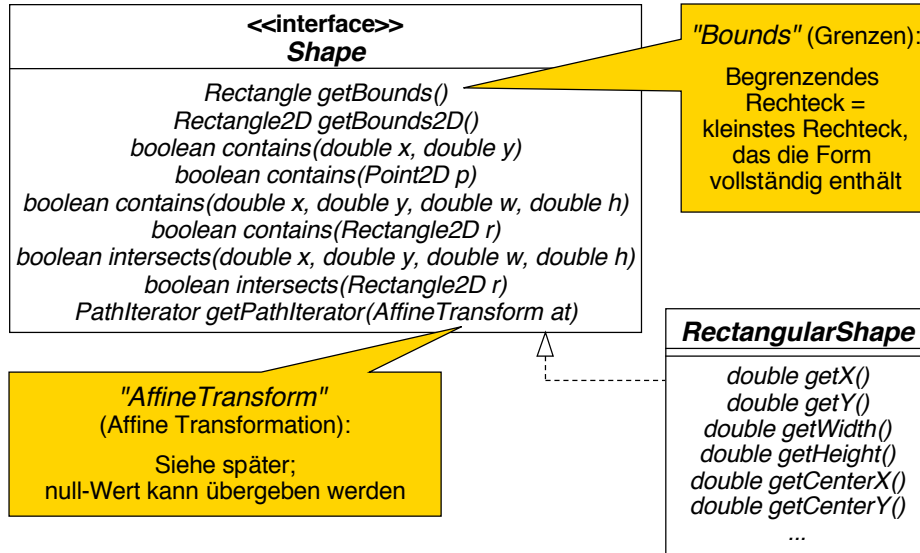 <<interface>>
Shape
Rectangle getBounds()
Rectangle2D getBounds2D()
boolean contains(double x, double y)
boolean contains(Point2D p)
boolean contains(double x, double y, double w, double h)
boolean contains(Rectangle2D r)
boolean intersects(double x, double y, double w, double h)
boolean intersects(Rectangle2D r)
PathIterator getPathIterator(AffineTransform at)
"Bounds" (Grenzen):
Begrenzendes
Rechteck =
kleinstes Rechteck,
das die Form
vollständig enthält
"AffineTransform"
(Affine Transformation):
Siehe später;
null-Wert kann übergeben werden
RectangularShape
double getX()
double getY()
double getWidth()
double getHeight()
double getCenterX()
double getCenterY()
...